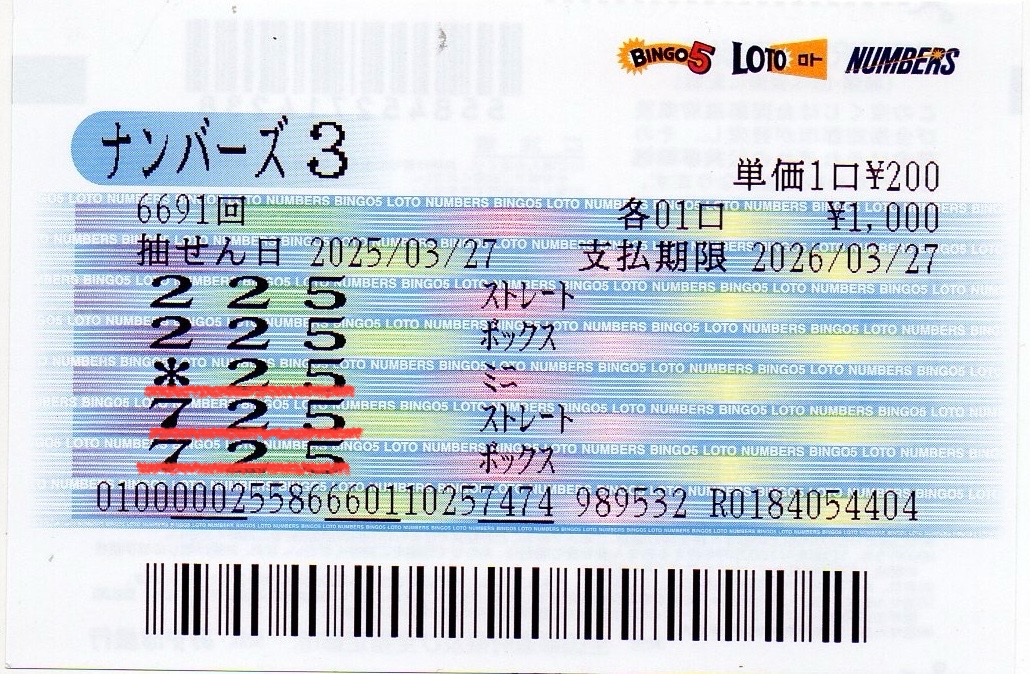 BINGO5 LOTO ロト NUMBERS
ナンバーズ 3
単価1口¥200
6691回 各01口 ¥1,000
抽せん日 2025/03/27 支払期限 2026/03/27
2 2 5 ストレート
2 2 5 ボックス
* 2 5 ミニ
7 2 5 ストレート
7 2 5 ボックス
010000025586660110257474 989532 R0184054404